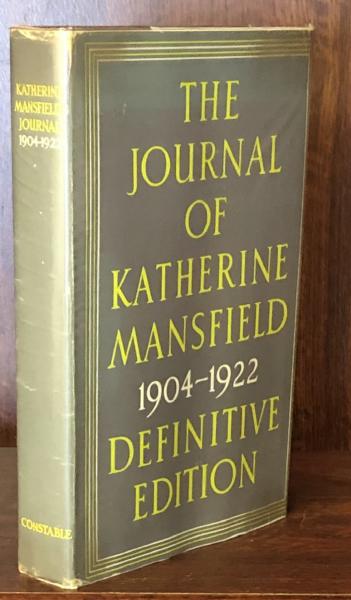 KATHERINE
MANSFIELD
JOURNAL
1904-1922
CONSTABLE
THE
JOURNAL
OF
KATHERINE
MANSFIELD
1904-1922
DEFINITIVE
EDITION